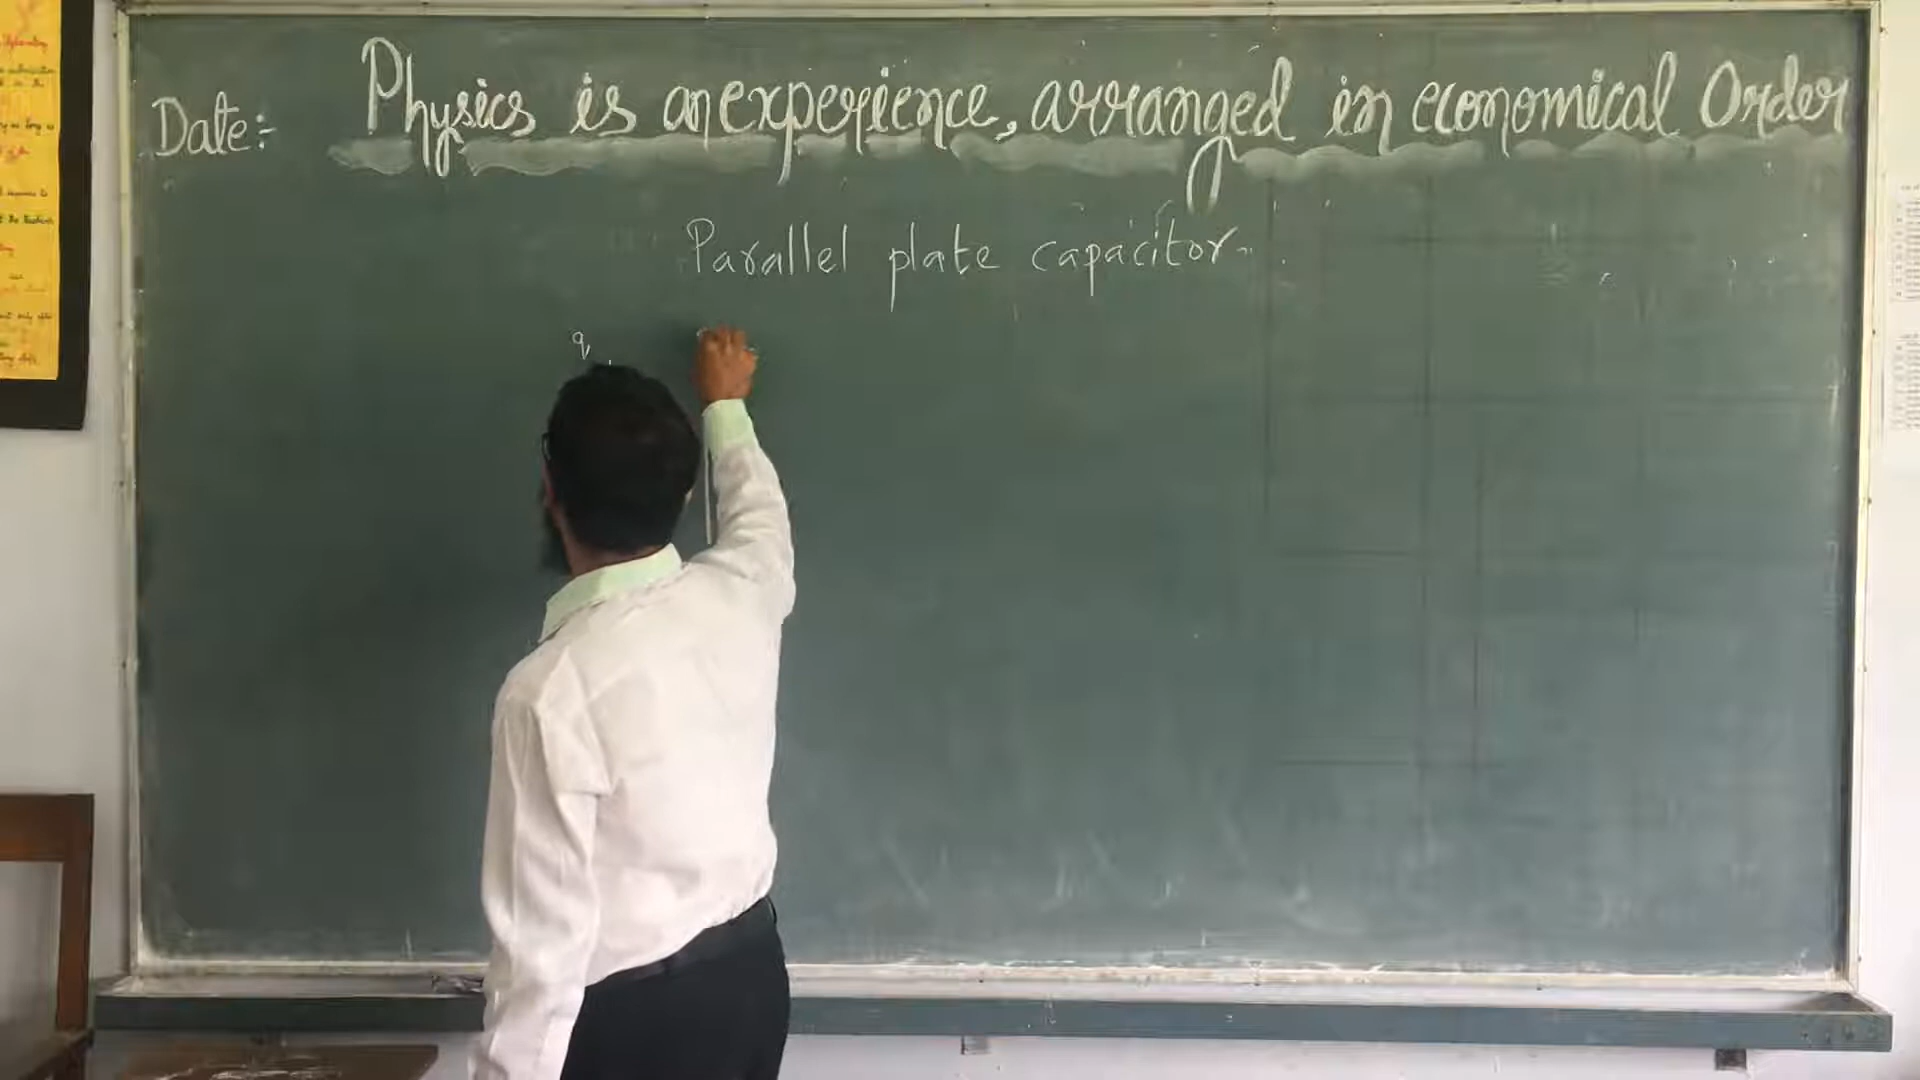 Physics is an experience, arranged in economical Order
Date:-
Parallel plate capacitor
q